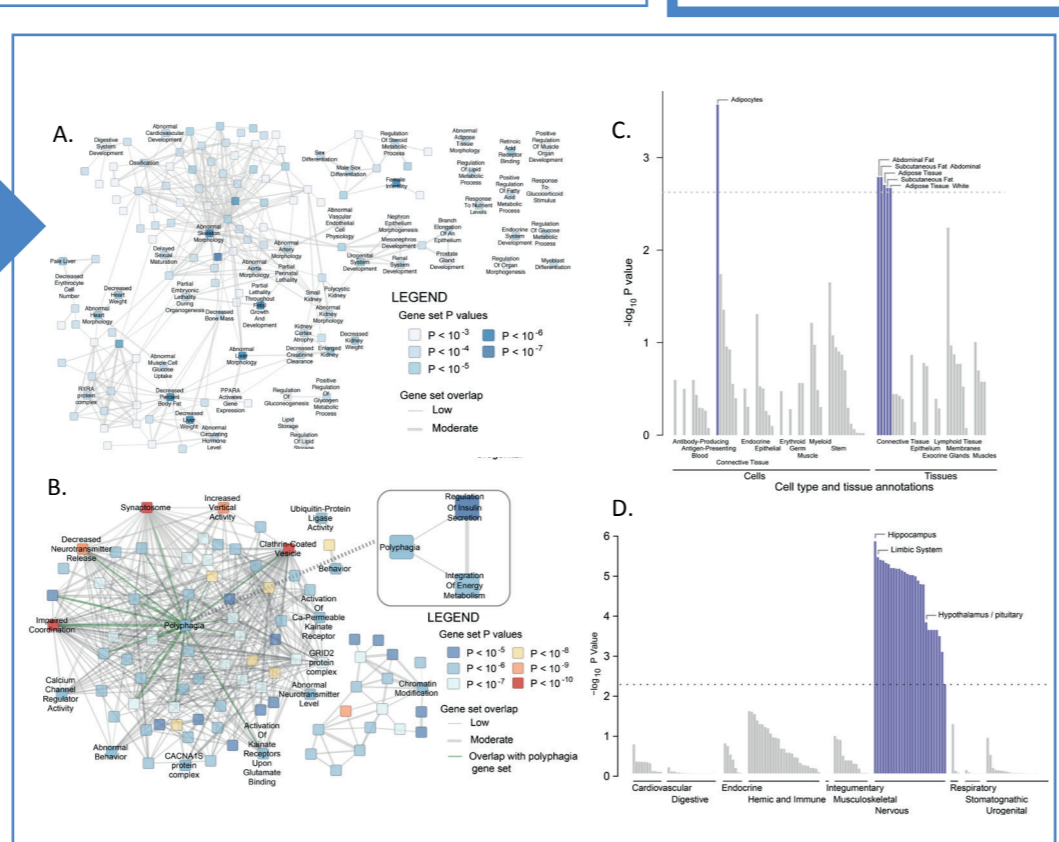 A.
Abnormal
Cardiovascular
Development
Digestive
System
Development
Ossification
Sex
Differentiation
Male Sex
Differentiation
Regulation
Of Steroid
Metabolic
Process
Female
Infertility
Abnormal
Adipose
Tissue
Morphology
Retinoic
Acid
Receptor
Binding
Positive
Regulation
Of Muscle
Organ
Development
Regulation
Of Lipid
Metabolic
Process
Positive
Regulation
Of Fatty
Acid
Metabolic
Process
Response
To
Glucocorticoid
Stimulus
Response
To Nutrient
Levels
Abnormal
Vascular
Endothelial
Cell
Physiology
Nephron
Epithelium
Morphogenesis
Mesonephros
Development
Branch
Elongation
Of An
Epithelium
Endocrine
System
Development
Regulation
Of Glucose
Metabolic
Process
Urogenital
System
Development
Renal
System
Development
Prostate
Gland
Development
Regulation
Of Organ
Morphogenesis
Myoblast
Differentiation
Abnormal
Skeleton
Morphology
Delayed
Sexual
Maturation
Abnormal
Artery
Morphology
Abnormal
Aorta
Morphology
Partial
Perinatal
Lethality
Pale Liver
Decreased
Erythrocyte
Cell
Number
Decreased
Heart
Weight
Abnormal
Heart
Morphology
Partial
Embryonic
Lethality
During
Organogenesis
Decreased
Bone Mass
Partial
Lethality
Throughout
Fetal
Growth
And
Development
Small
Kidney
Polycystic
Kidney
Abnormal
Kidney
Morphology
Kidney
Cortex
Atrophy
Decreased
Creatinine
Clearance
Enlarged
Kidney
Decreased
Kidney
Weight
Abnormal
Liver
Morphology
Abnormal
Muscle Cell
Glucose
Uptake
RYRA
protein
complex
Decreased
Percent
Body Fat
Decreased
Liver
Weight
PPARA
Activates
Gene
Expression
Abnormal
Circulating
Hormone
Level
Regulation
Of
Gluconeogenesis
Positive
Regulation
Of
Glycogen
Metabolic
Process
Lipid
Storage
Regulation
Of Lipid
Storage
LEGEND
Gene set P values
P < 10-3
P < 10-6
P < 10-4
P < 10-7
P < 10-5
Gene set overlap
Low
Moderate
B.
Synaptosome
Increased
Vertical
Activity
Ubiquitin-Protein
Ligase
Activity
Decreased
Neurotransmitter
Release
Clathrin-Coated
Vesicle
Behavior
Impaired
Coordination
Polyphagia
Activation
Of
Ca-Permeable
Kainate
Receptor
GRID2
protein
complex
Calcium
Channel
Regulator
Activity
Abnormal
Neurotransmitter
Level
Chromatin
Modification
Abnormal
Behavior
CACNA1S
protein
complex
Activation
Of
Kainate
Receptors
Upon
Glutamate
Binding
Regulation
Of Insulin
Secretion
Polyphagia
Integration
Of Energy
Metabolism
LEGEND
Gene set P values
P < 10-5
P < 10-8
P < 10-6
P < 10-9
P < 10-7
P < 10-10
Gene set overlap
Low
Moderate
Overlap with polyphagia
gene set
C.
-log10 P value
3
2
1
0
Adipocytes
Abdominal Fat
Subcutaneous Fat Abdominal
Adipose Tissue
Subcutaneous Fat
Adipose Tissue White
Antibody-Producing
Antigen-Presenting
Blood
Connective Tissue
Endocrine
Epithelial
Erythroid
Germ
Muscle
Myeloid
Stem
Connective Tissue
Epithelium
Exocrine Glands
Lymphoid Tissue
Membranes
Muscles
Cells
Tissues
Cell type and tissue annotations
D.
-log10 P Value
6
5
4
3
2
1
0
Hippocampus
Limbic System
Hypothalamus / pituitary
Cardiovascular
Digestive
Endocrine
Hemic and Immune
Integumentary
Musculoskeletal
Nervous
Respiratory
Stomatognathic
Urogenital